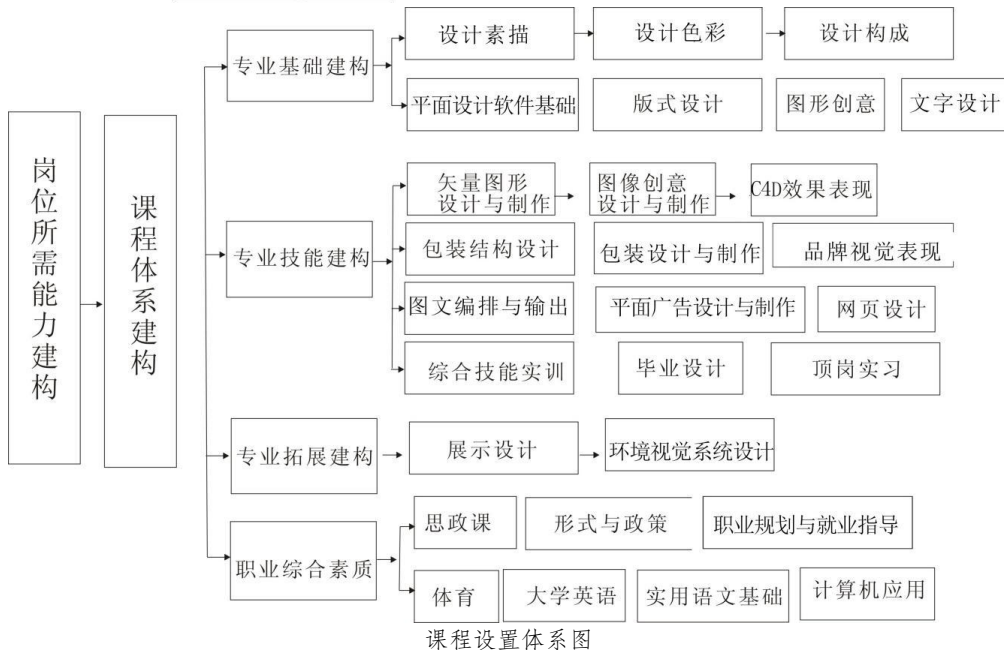 岗位所需能力建构
课程体系建构
专业基础建构
设计素描
设计色彩
设计构成
平面设计软件基础
版式设计
图形创意
文字设计
专业技能建构
矢量图形
设计与制作
图像创意
设计与制作
C4D效果表现
包装结构设计
包装设计与制作
品牌视觉表现
图文编排与输出
平面广告设计与制作
网页设计
综合技能实训
毕业设计
顶岗实习
专业拓展建构
展示设计
环境视觉系统设计
职业综合素质
思政课
形式与政策
职业规划与就业指导
体育
大学英语
实用语文基础
计算机应用
课程设置体系图